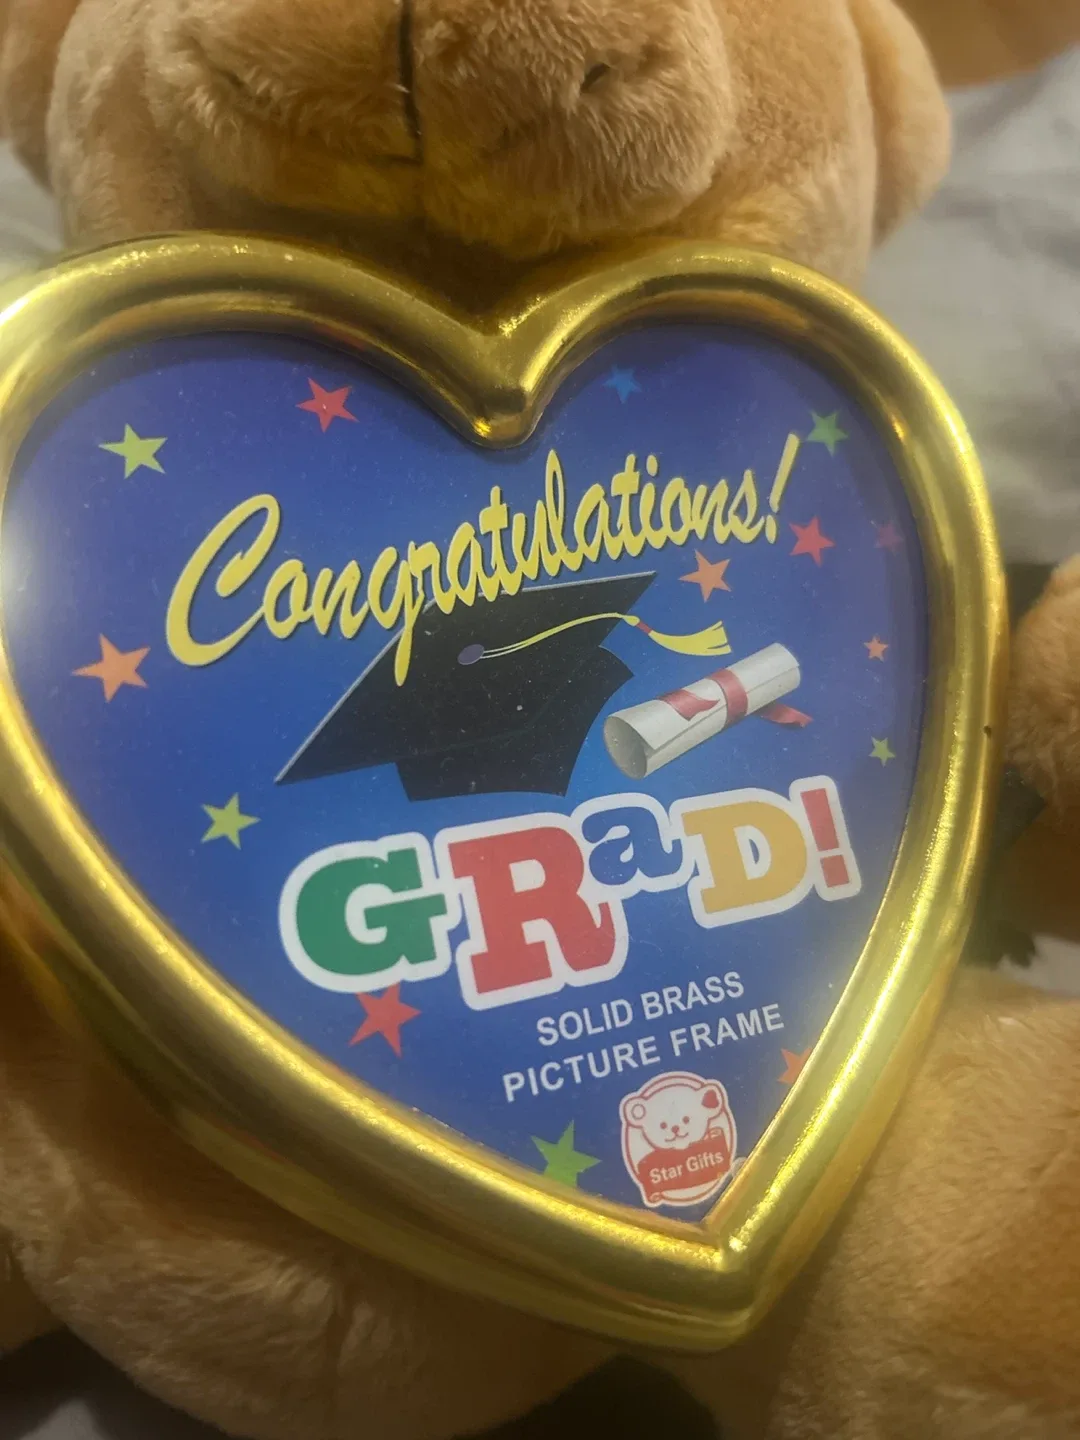 Congratulations!
GRaD!
SOLID BRASS
PICTURE FRAME
Star Gifts